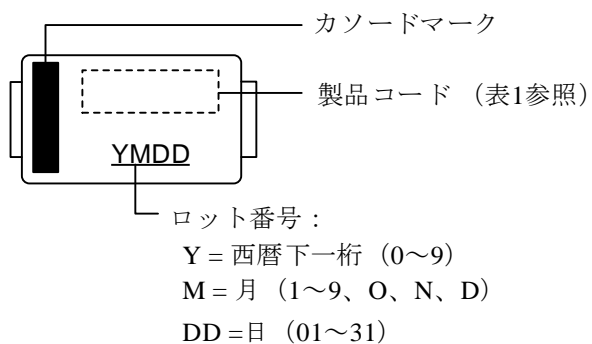 カソードマーク
製品コード （表1参照）
YMDD
ロット番号：
Y = 西暦下一桁（0～9）
M = 月（1～9、O、N、D）
DD =日（01～31）